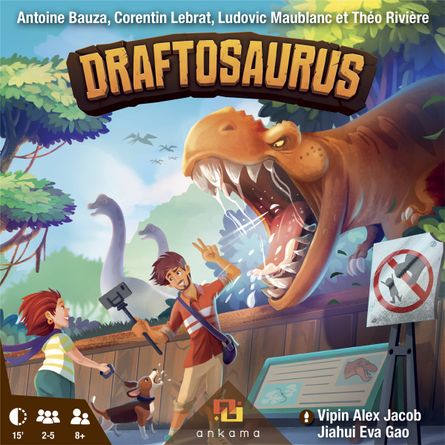 Antoine Bauza, Corentin Lebrat, Ludovic Maublanc et Théo Rivière
DRAFTOSAURUS
15'
2-5
8+
ankama
Vipin Alex Jacob
Jiahui Eva Gao